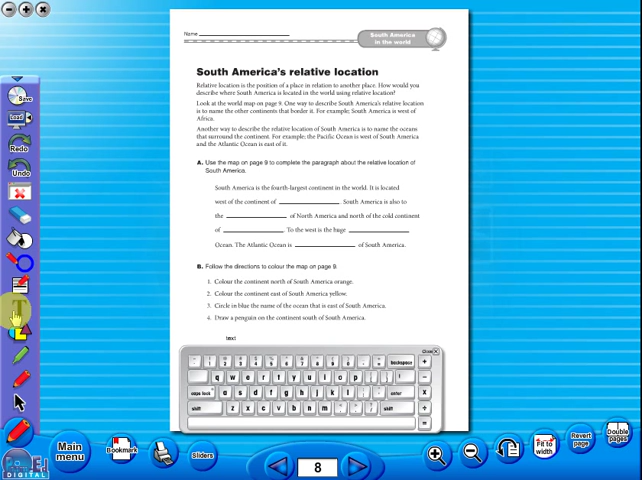 Name
South America
in the world
South America's relative location
Relative location is the position of a place in relation to another place. How would you
describe where South America is located in the world using relative location?
Look at the world map on page 9. One way to describe South America's relative location
is to name the other continents that border it. For example; South America is west of
Africa.
Another way to describe the relative location of South America is to name the oceans
that surround the continent. For example; the Pacific Ocean is west of South America
and the Atlantic Ocean is east of it.
A. Use the map on page 9 to complete the paragraph about the relative location of
South America.
South America is the fourth-largest continent in the world. It is located
west of the continent of . South America is also to
the of North America and north of the cold continent
of . To the west is the huge
Ocean. The Atlantic Ocean is of South America.
B. Follow the directions to colour the map on page 9.
1. Colour the continent north of South America orange.
2. Colour the continent east of South America yellow.
3. Circle in blue the name of the ocean that is east of South America.
4. Draw a penguin on the continent south of South America.
text
Close X
backspace +
q w e r t y u i o p -
caps lock a s d f g h j k l enter x
shift z x c v b n m shift ÷
=
Save
Load
Redo
Undo
T
DIGITAL
Main
menu
Bookmark
Sliders
8
Fit to
width
Revert
page
Double
pages